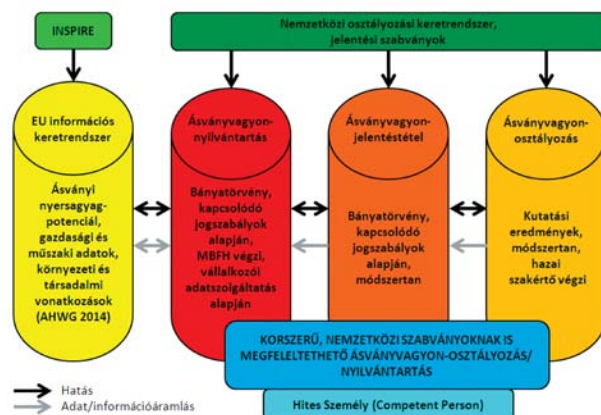 INSPIRE
Nemzetközi osztályozási keretrendszer,
jelentési szabványok
EU információs
keretrendszer
Ásványvagyon-
nyilvántartás
Ásványvagyon-
jelentéstétel
Ásványvagyon-
osztályozás
Ásványi
nyersagyag-
potenciál,
gazdasági és
műszaki adatok,
környezeti és
társadalmi
vonatkozások
(AHWG 2014)
Bányatörvény,
kapcsolódó
jogszabályok
alapján,
MBFH végzi,
vállalkozói
adatszolgáltatás
alapján
Bányatörvény,
kapcsolódó
jogszabályok
alapján,
módszertan
Kutatási
eredmények,
módszertan,
hazai
szakértő végzi
KORSZERŰ, NEMZETKÖZI SZABVÁNYOKNAK IS
MEGFELELTETHETŐ ÁSVÁNYVAGYON-OSZTÁLYOZÁS/
NYILVÁNTARTÁS
Hites Személy (Competent Person)
Hatás
Adat/információáramlás